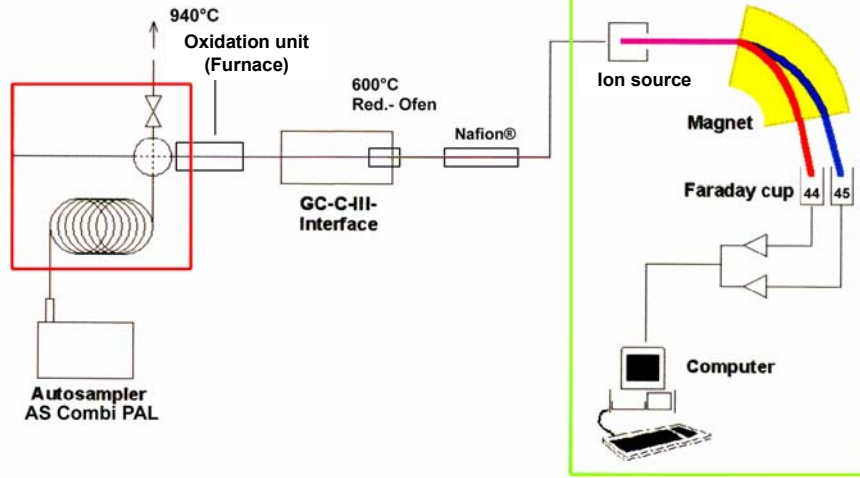 940°C
Oxidation unit
(Furnace)
600°C
Red.- Ofen
Nafion®
GC-C-III-
Interface
Autosampler
AS Combi PAL
Ion source
Magnet
Faraday cup
44
45
Computer